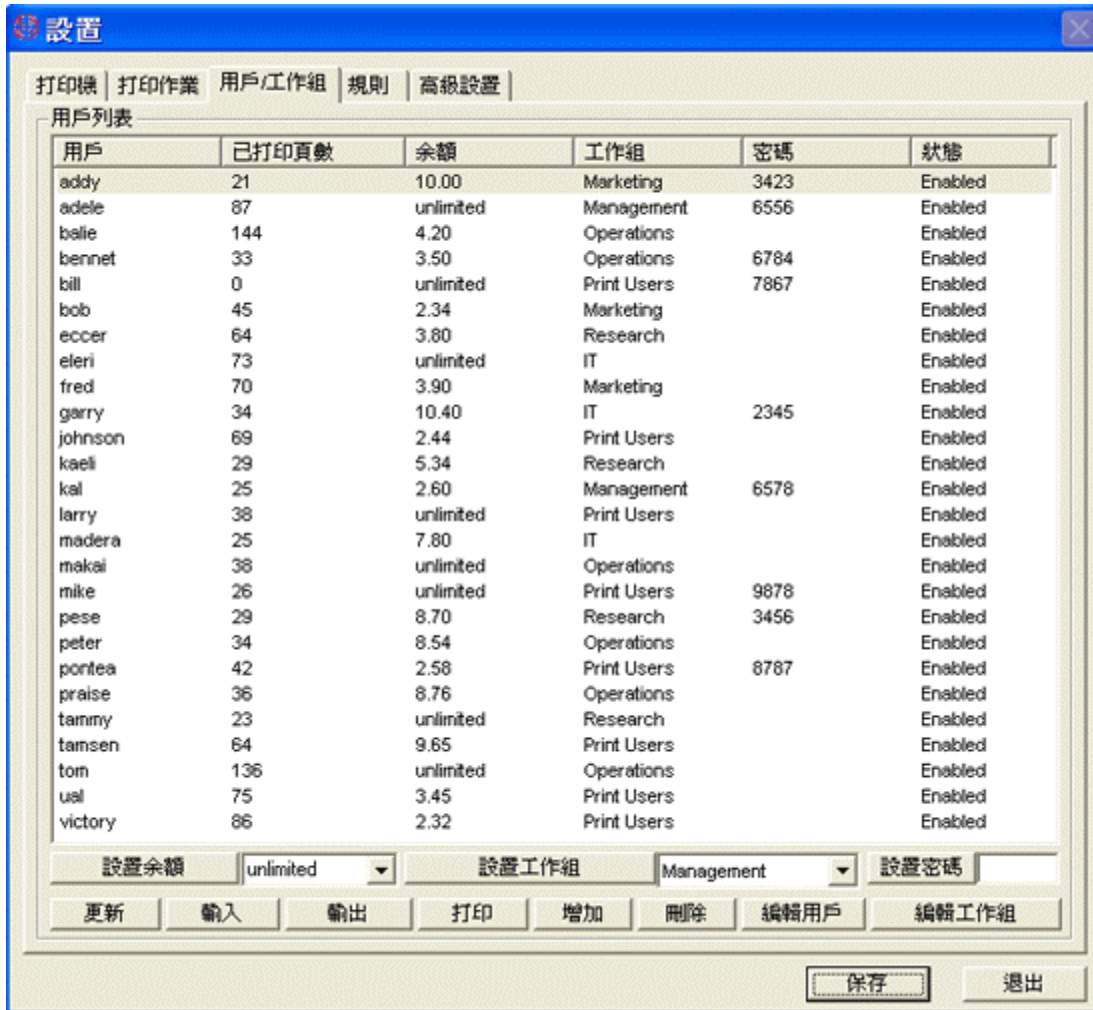 設置
打印機 打印作業 用戶/工作組 規則 高級設置
用戶列表
用戶 已打印頁數 余額 工作組 密碼 狀態
addy 21 10.00 Marketing 3423 Enabled
adele 87 unlimited Management 6556 Enabled
balie 144 4.20 Operations Enabled
bennet 33 3.50 Operations 6784 Enabled
bill 0 unlimited Print Users 7867 Enabled
bob 45 2.34 Marketing Enabled
eccer 64 3.80 Research Enabled
eleri 73 unlimited IT Enabled
fred 70 3.90 Marketing Enabled
garry 34 10.40 IT 2345 Enabled
johnson 69 2.44 Print Users Enabled
kaeli 29 5.34 Research Enabled
kal 25 2.60 Management 6578 Enabled
larry 38 unlimited Print Users Enabled
madera 25 7.80 IT Enabled
makai 38 unlimited Operations Enabled
mike 26 unlimited Print Users 9878 Enabled
pese 29 8.70 Research 3456 Enabled
peter 34 8.54 Operations Enabled
pontea 42 2.58 Print Users 8787 Enabled
praise 36 8.76 Operations Enabled
tammy 23 unlimited Research Enabled
tamsen 64 9.65 Print Users Enabled
tom 136 unlimited Operations Enabled
ual 75 3.45 Print Users Enabled
victory 86 2.32 Print Users Enabled
設置余額 unlimited 設置工作組 Management 設置密碼
更新 輸入 輸出 打印 增加 刪除 編輯用戶 編輯工作組
保存 退出